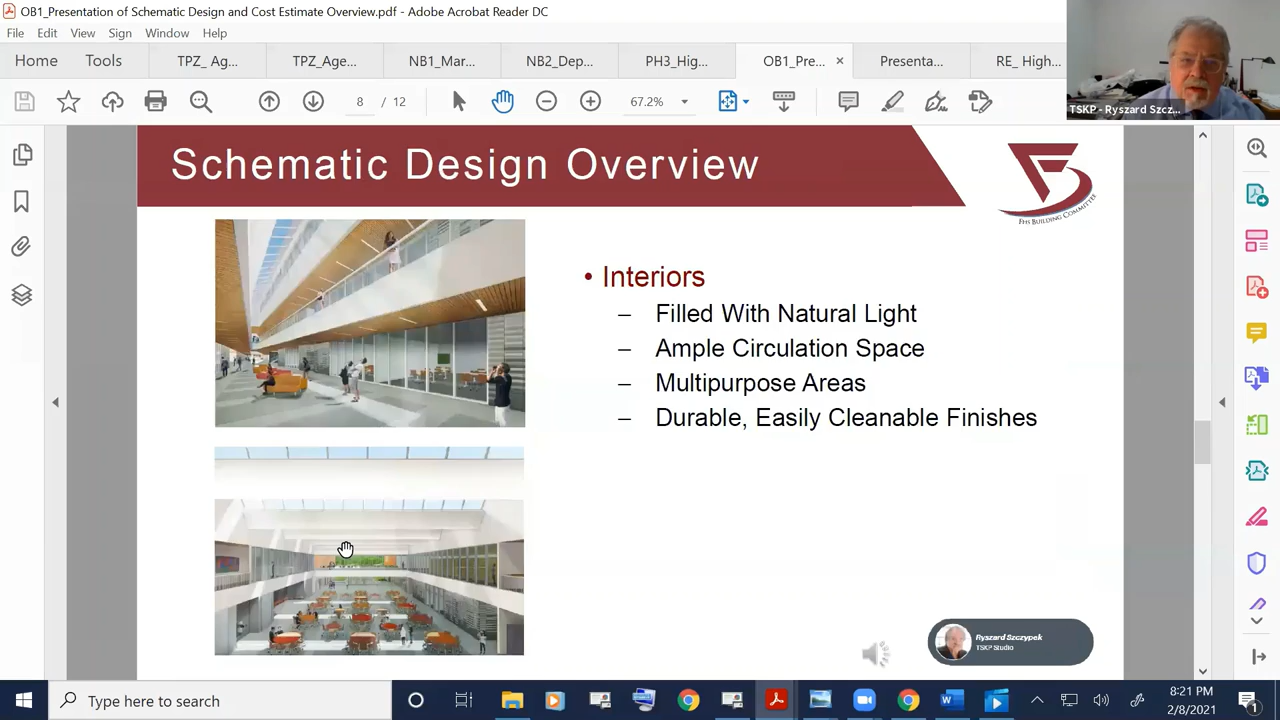 OB1_Presentation of Schematic Design and Cost Estimate Overview.pdf - Adobe Acrobat Reader DC
File Edit View Sign Window Help
Home Tools TPZ_ Ag... TPZ_Age... NB1_Mar... NB2_Dep... PH3_Hig... OB1_Pre... × Presenta... RE_ High...
8 / 12 67.2%
TSKP - Ryszard Szcz...
Schematic Design Overview
FHS BUILDING COMMITTEE
• Interiors
– Filled With Natural Light
– Ample Circulation Space
– Multipurpose Areas
– Durable, Easily Cleanable Finishes
Ryszard Szczypek
TSKP Studio
Type here to search
8:21 PM
2/8/2021
1